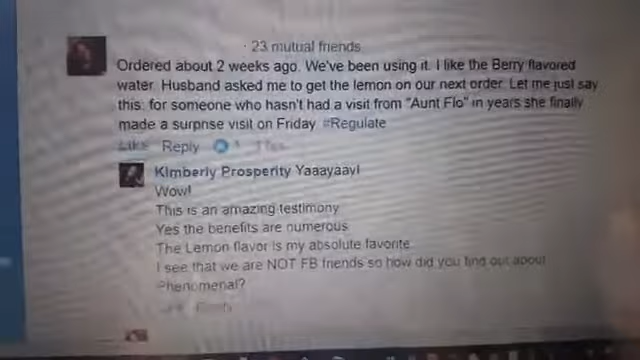 · 23 mutual friends
Ordered about 2 weeks ago. We've been using it. I like the Berry flavored
water. Husband asked me to get the lemon on our next order. Let me just say
this: for someone who hasn't had a visit from "Aunt Flo" in years she finally
made a surprise visit on Friday. #Regulate
Like Reply 1
Kimberly Prosperity Yaaayaay!
Wow!
This is an amazing testimony
Yes the benefits are numerous
The Lemon flavor is my absolute favorite
I see that we are NOT FB friends so how did you find out about
Phenomenal?
Reply